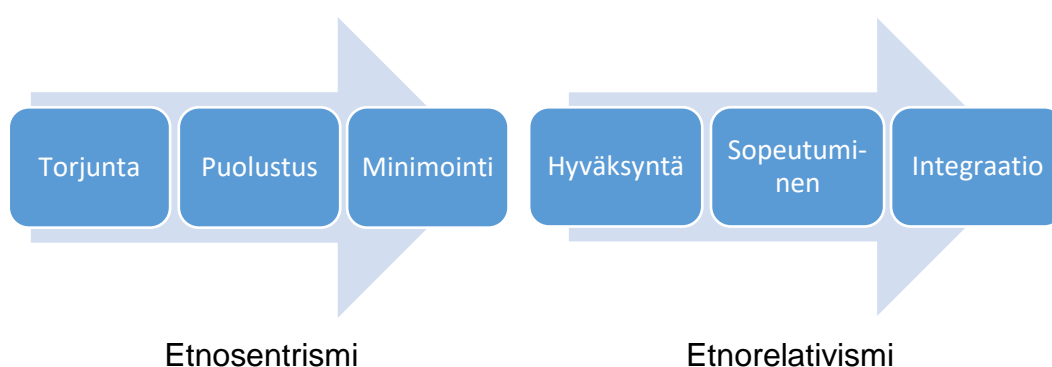 Torjunta
Puolustus
Minimointi
Hyväksyntä
Sopeutumi-
nen
Integraatio
Etnosentrismi
Etnorelativismi